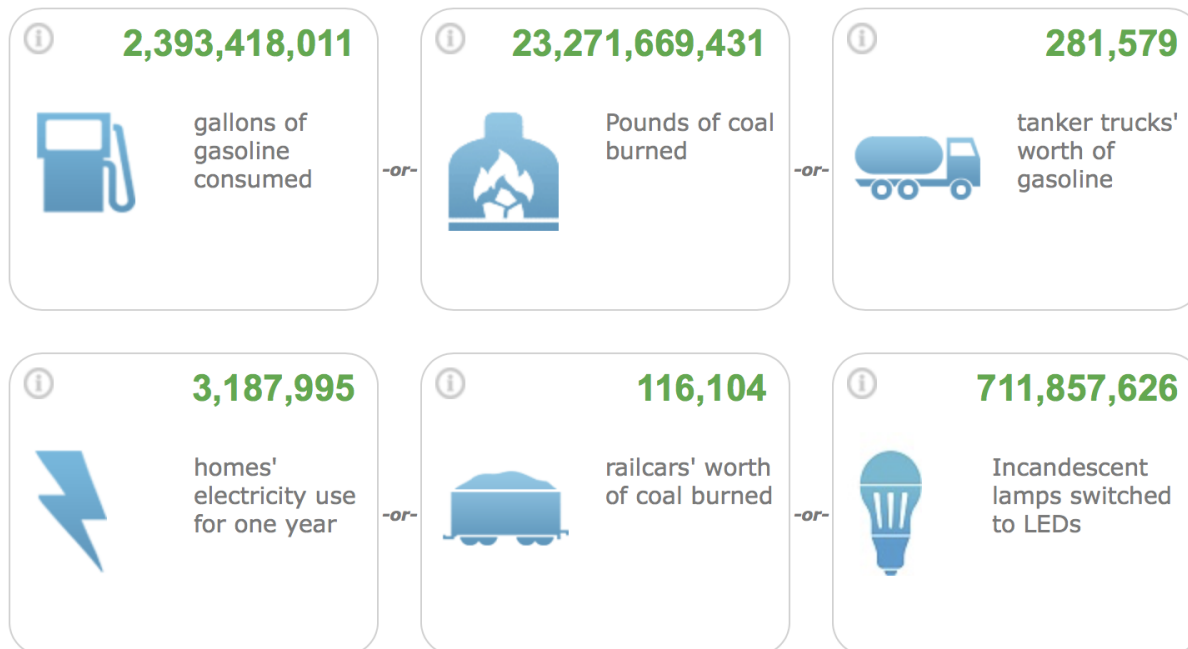 2,393,418,011
gallons of
gasoline
consumed
-or-
23,271,669,431
Pounds of coal
burned
-or-
281,579
tanker trucks'
worth of
gasoline
3,187,995
homes'
electricity use
for one year
-or-
116,104
railcars' worth
of coal burned
-or-
711,857,626
Incandescent
lamps switched
to LEDs